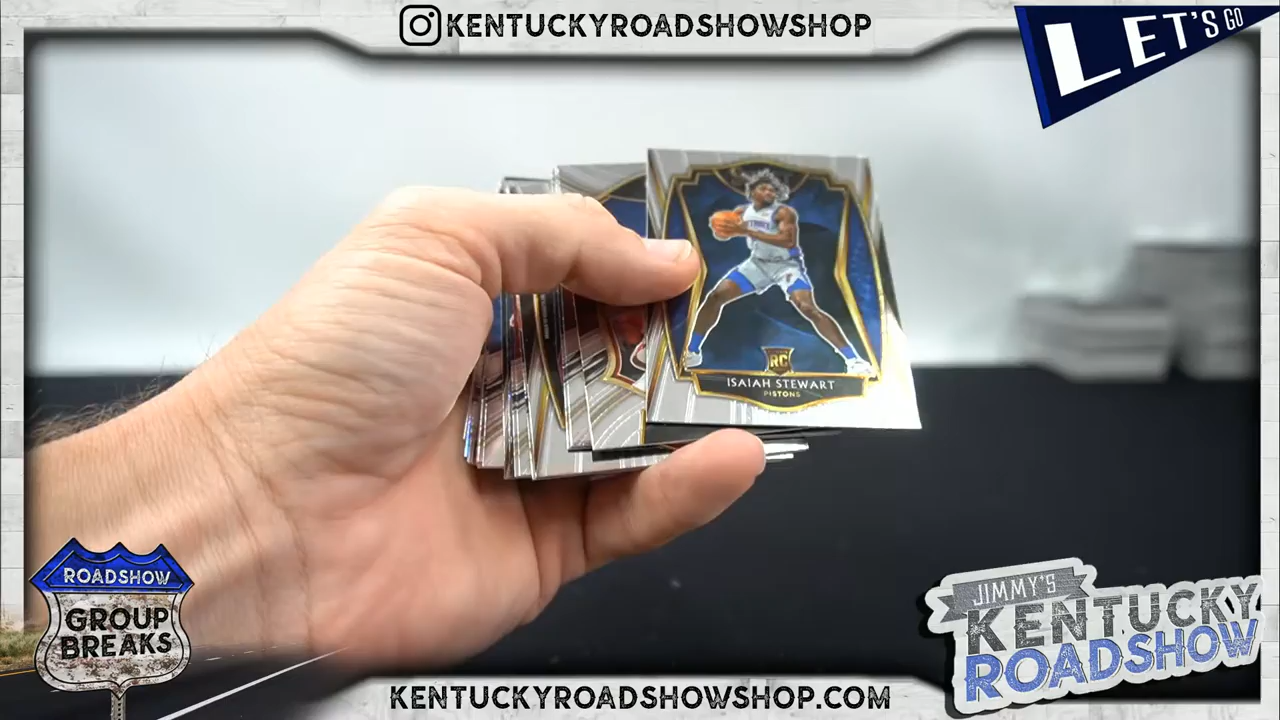 KENTUCKYROADSHOWSHOP
LET'S GO
RC
ISAIAH STEWART
PISTONS
ROADSHOW
GROUP
BREAKS
JIMMY'S
KENTUCKY
ROADSHOW
KENTUCKYROADSHOWSHOP.COM